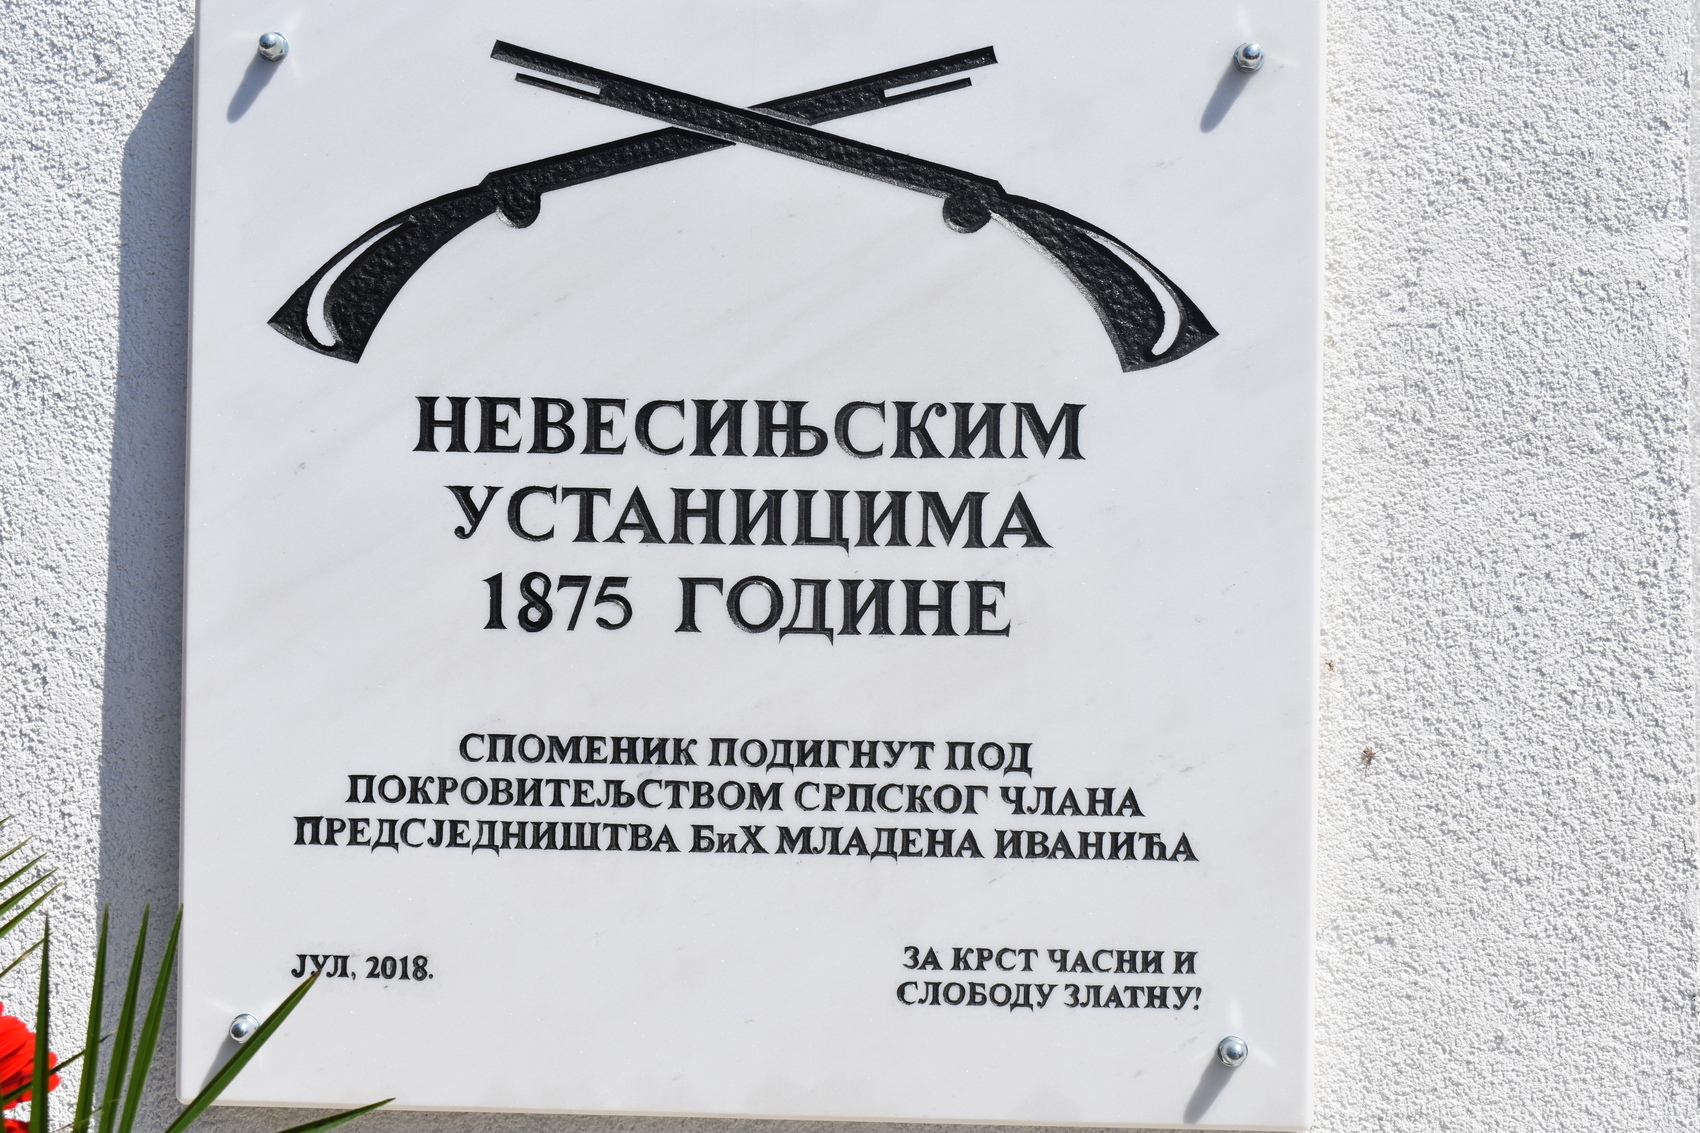 НЕВЕСИЊСКИМ
УСТАНИЦИМА
1875 ГОДИНЕ
СПОМЕНИК ПОДИГНУТ ПОД
ПОКРОВИТЕЉСТВОМ СРПСКОГ ЧЛАНА
ПРЕДСЈЕДНИШТВА БиХ МЛАДЕНА ИВАНИЋА
ЈУЛ, 2018.
ЗА КРСТ ЧАСНИ И
СЛОБОДУ ЗЛАТНУ!